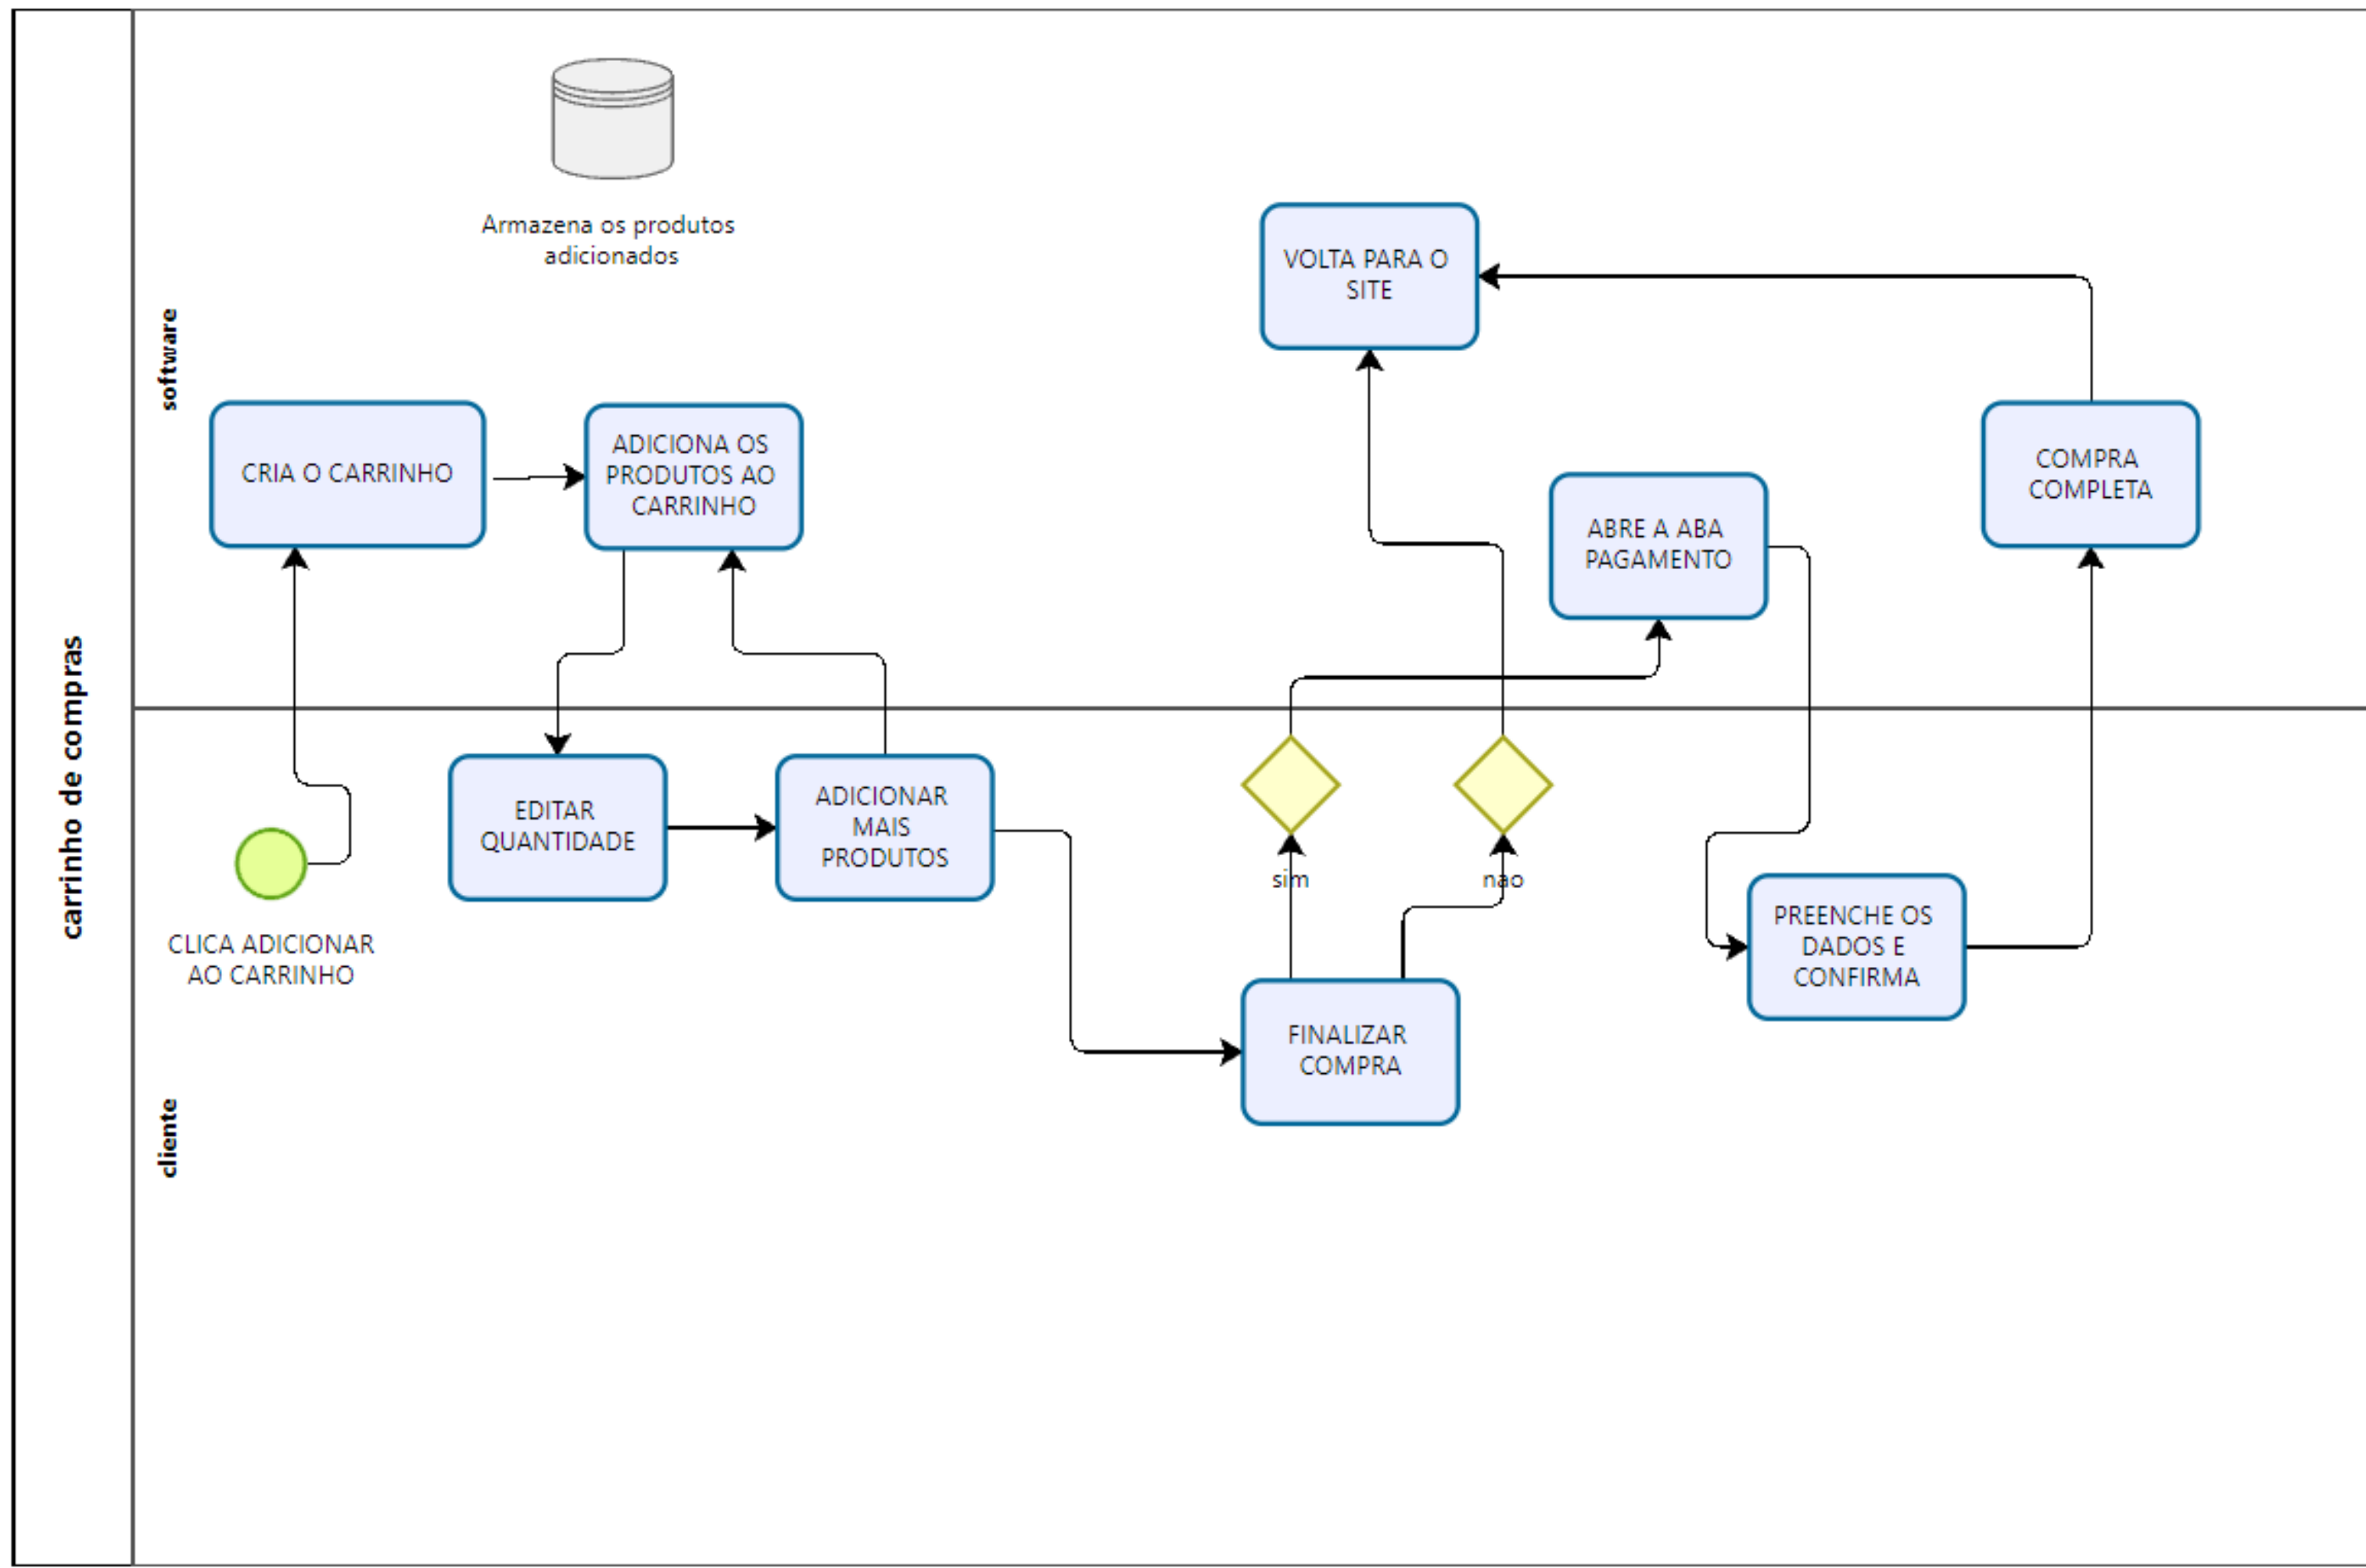 carrinho de compras
software
Armazena os produtos
adicionados
CRIA O CARRINHO
ADICIONA OS
PRODUTOS AO
CARRINHO
VOLTA PARA O
SITE
ABRE A ABA
PAGAMENTO
COMPRA
COMPLETA
cliente
CLICA ADICIONAR
AO CARRINHO
EDITAR
QUANTIDADE
ADICIONAR
MAIS
PRODUTOS
sim
nao
FINALIZAR
COMPRA
PREENCHE OS
DADOS E
CONFIRMA